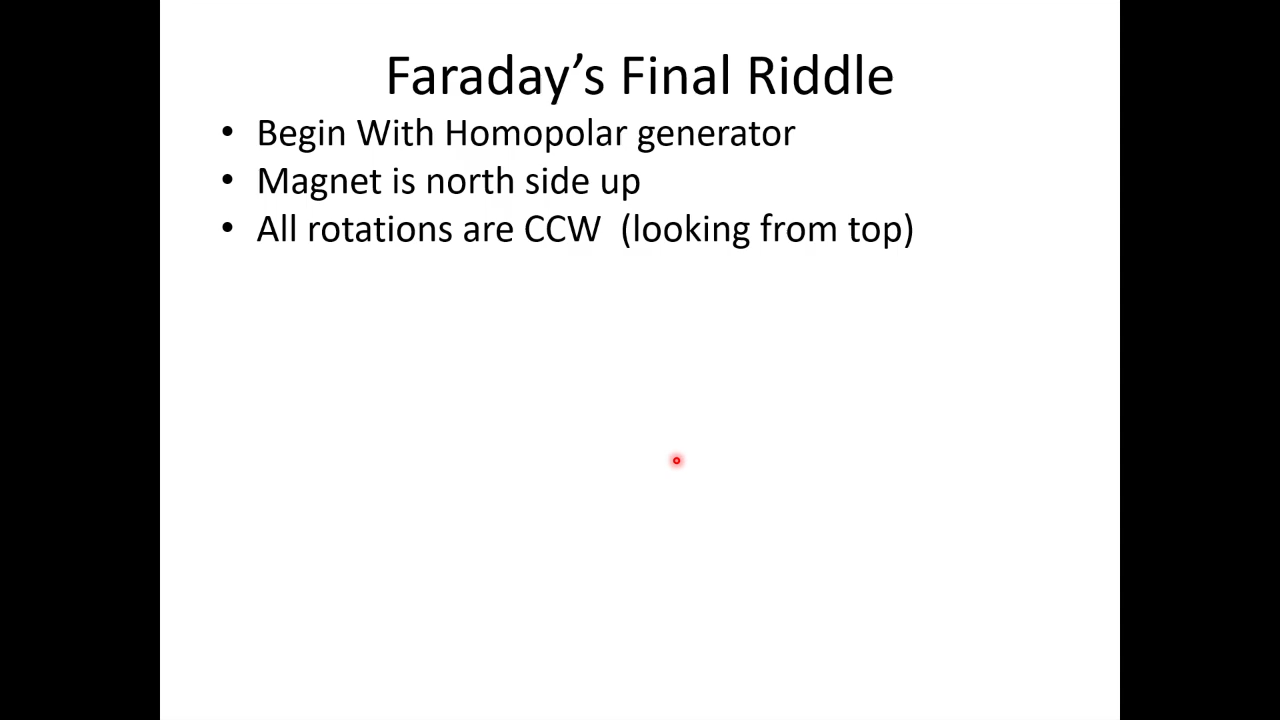 Faraday’s Final Riddle
• Begin With Homopolar generator
• Magnet is north side up
• All rotations are CCW  (looking from top)